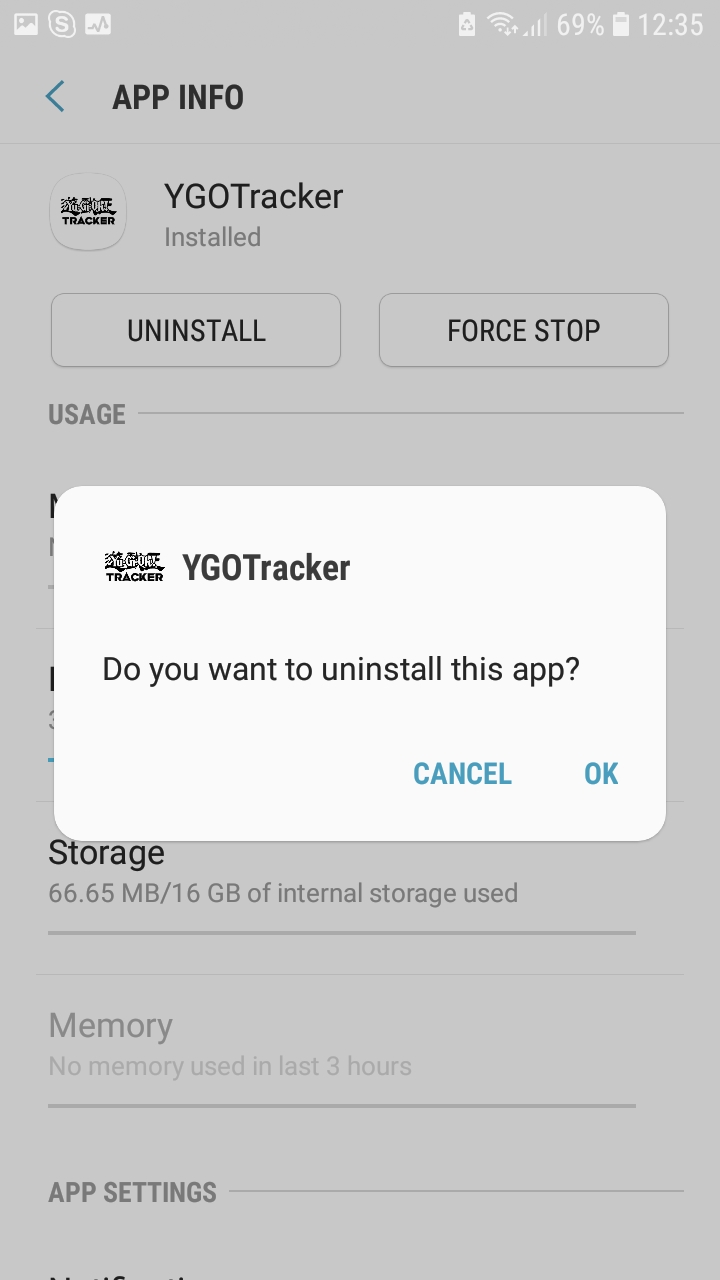 69% 12:35
APP INFO
YGOTracker
TRACKER
Installed
UNINSTALL
FORCE STOP
USAGE
YGOTracker
TRACKER
Do you want to uninstall this app?
CANCEL
OK
Storage
66.65 MB/16 GB of internal storage used
Memory
No memory used in last 3 hours
APP SETTINGS